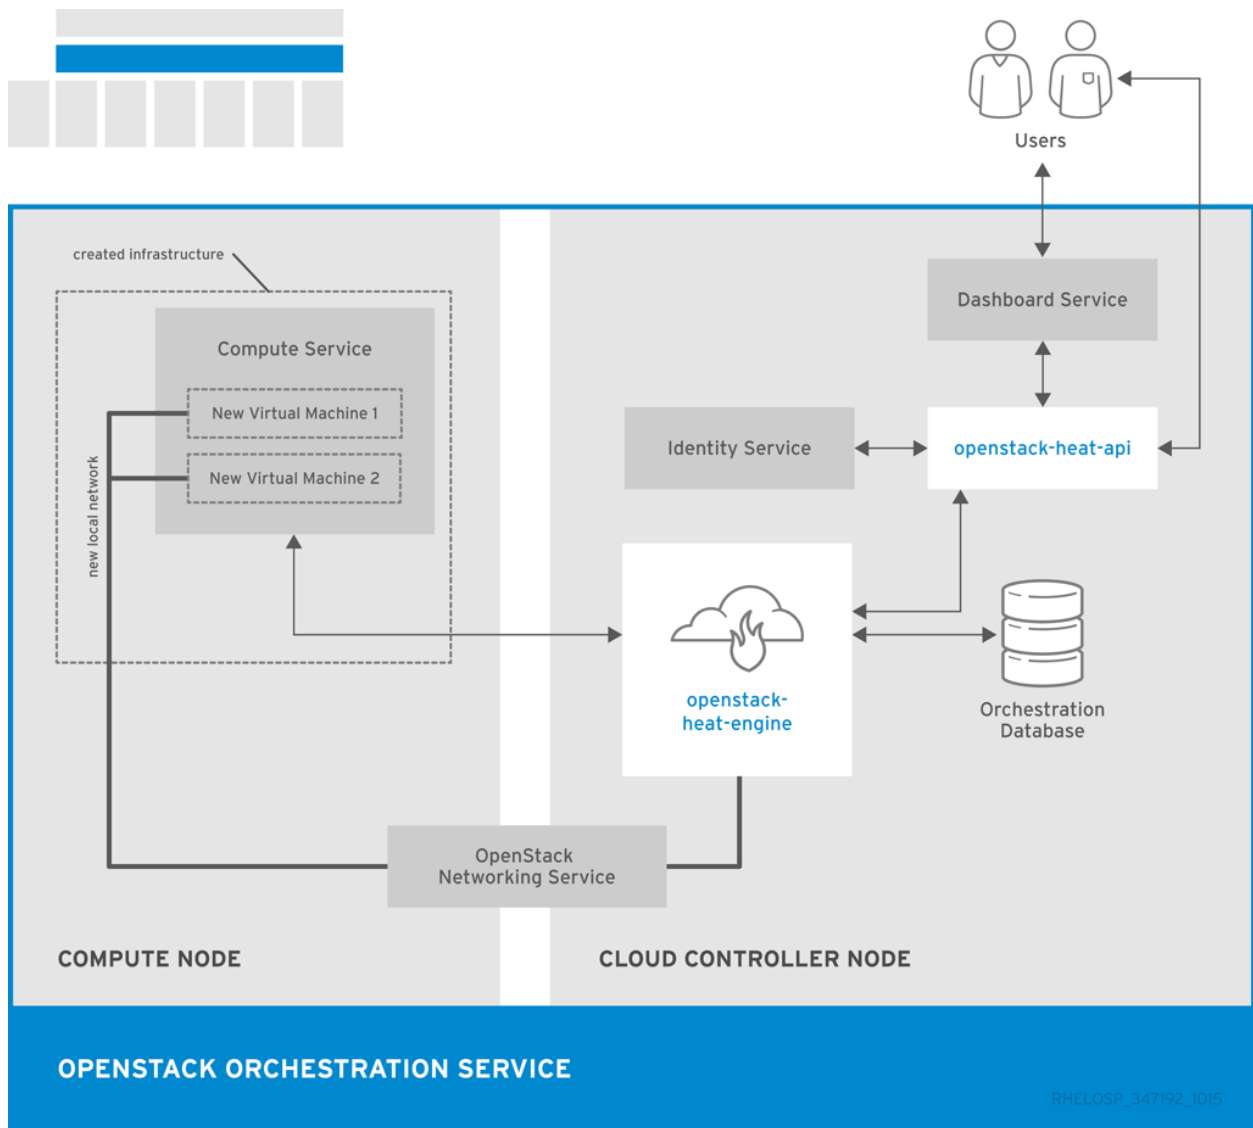 Users
created infrastructure
Dashboard Service
Compute Service
New Virtual Machine 1
Identity Service
openstack-heat-api
New Virtual Machine 2
new local network
openstack-
heat-engine
Orchestration
Database
OpenStack
Networking Service
COMPUTE NODE
CLOUD CONTROLLER NODE
OPENSTACK ORCHESTRATION SERVICE
RHELOSP_347192_1015